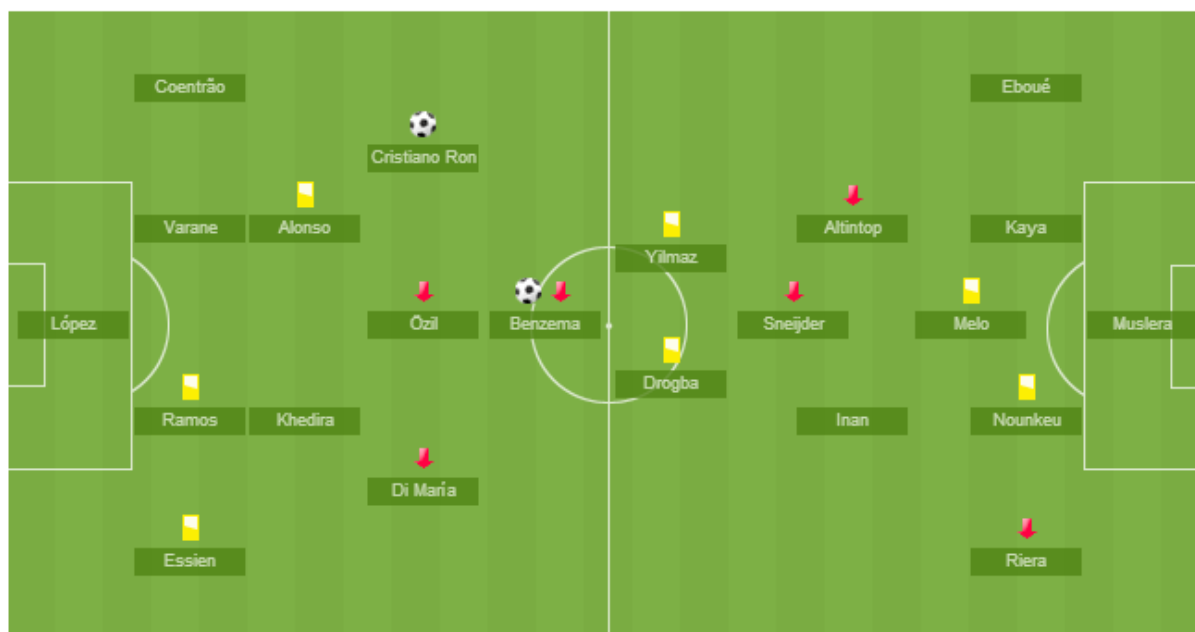 Coentrão
Eboué
Cristiano Ron
Varane
Alonso
Altintop
Kaya
Yilmaz
López
Özil
Benzema
Sneijder
Melo
Muslera
Drogba
Ramos
Khedira
Inan
Nounkeu
Di María
Essien
Riera